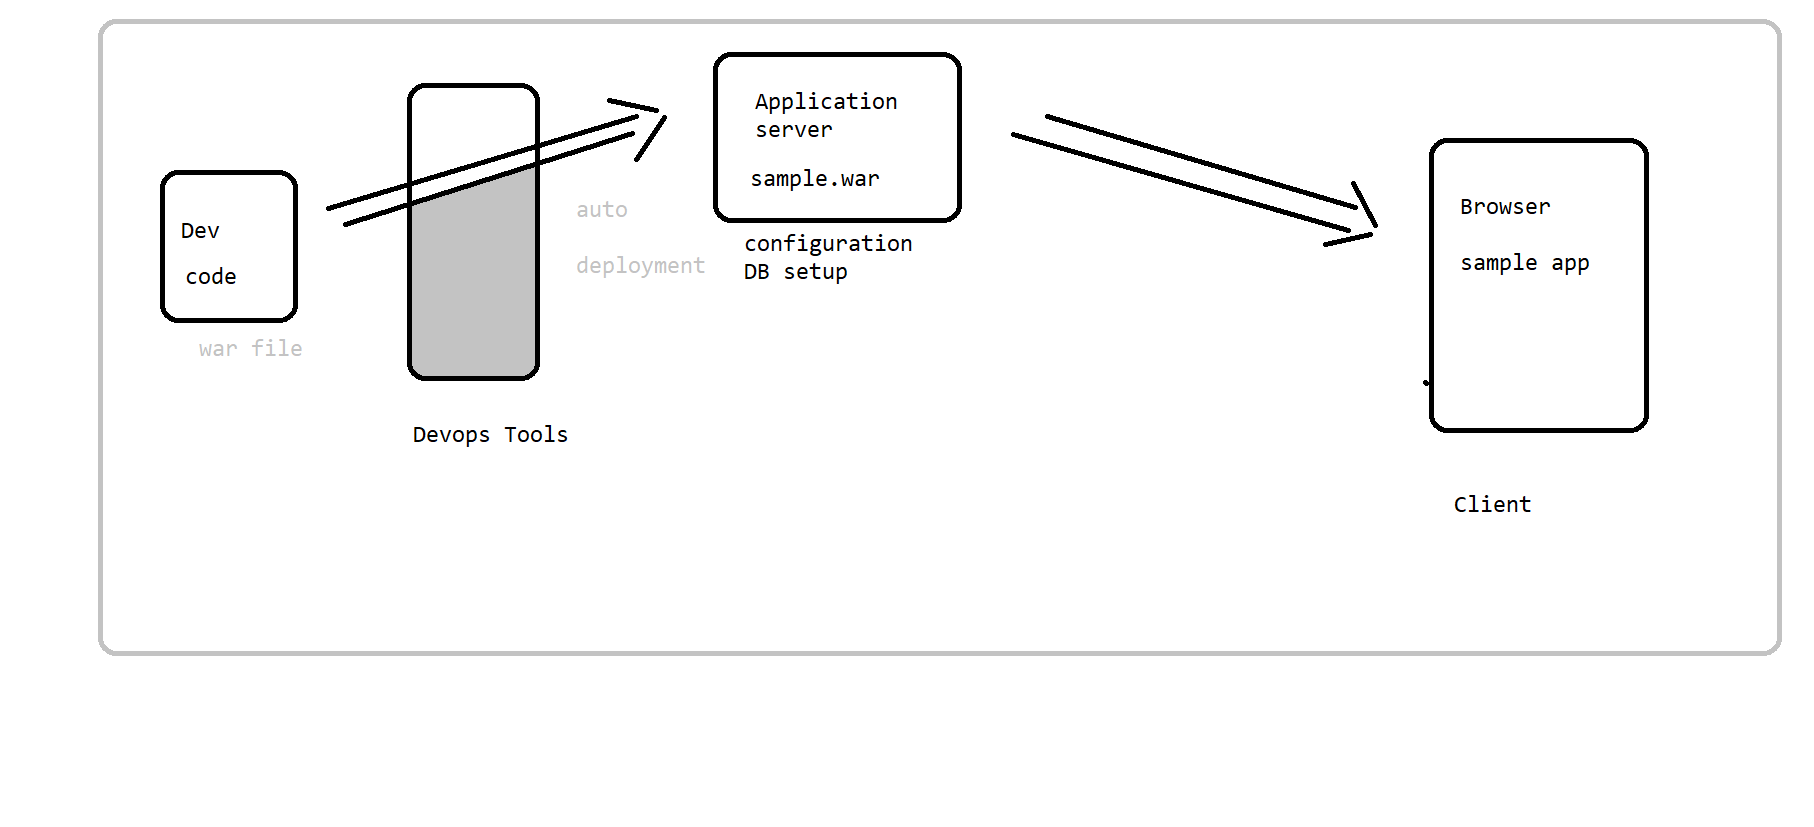 Dev
code
war file
Devops Tools
auto
deployment
Application
server
sample.war
configuration
DB setup
Browser
sample app
Client